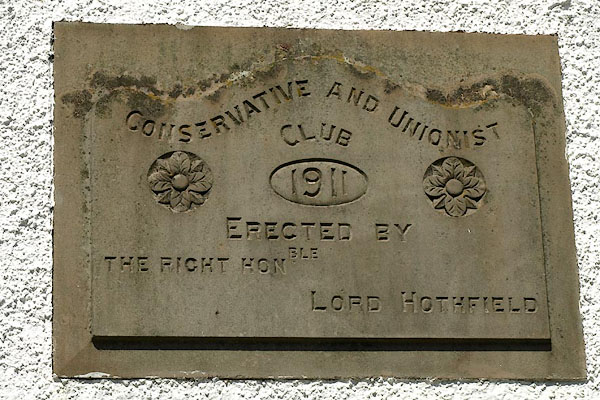 CONSERVATIVE AND UNIONIST
CLUB
1911
ERECTED BY
THE RIGHT HONBLE
LORD HOTHFIELD